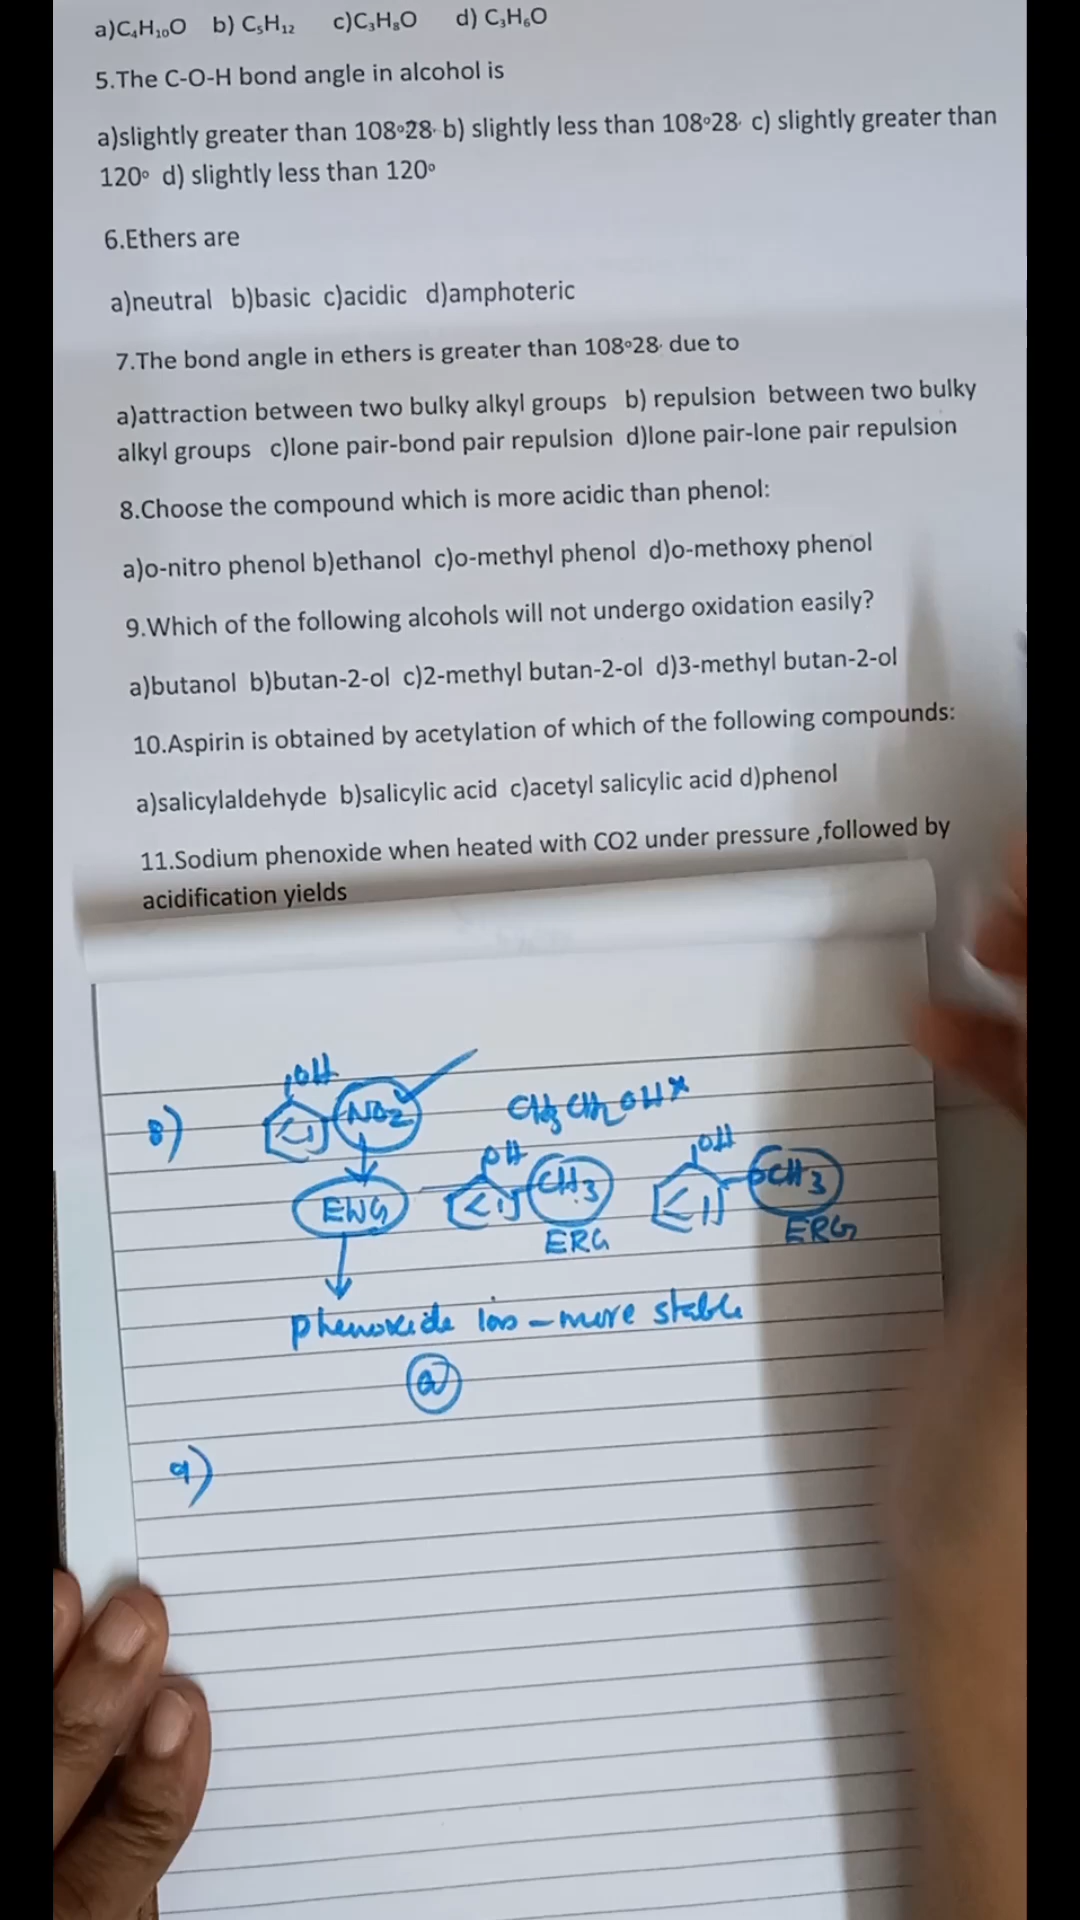 a)C₄H₁₀O b) C₅H₁₂ c)C₃H₈O d) C₃H₆O
5.The C-O-H bond angle in alcohol is
a)slightly greater than 108°28' b) slightly less than 108°28' c) slightly greater than
120° d) slightly less than 120°
6.Ethers are
a)neutral b)basic c)acidic d)amphoteric
7.The bond angle in ethers is greater than 108°28' due to
a)attraction between two bulky alkyl groups b) repulsion between two bulky
alkyl groups c)lone pair-bond pair repulsion d)lone pair-lone pair repulsion
8.Choose the compound which is more acidic than phenol:
a)o-nitro phenol b)ethanol c)o-methyl phenol d)o-methoxy phenol
9.Which of the following alcohols will not undergo oxidation easily?
a)butanol b)butan-2-ol c)2-methyl butan-2-ol d)3-methyl butan-2-ol
10.Aspirin is obtained by acetylation of which of the following compounds:
a)salicylaldehyde b)salicylic acid c)acetyl salicylic acid d)phenol
11.Sodium phenoxide when heated with CO2 under pressure ,followed by
acidification yields
OH
8) NO2 CH3 CH2 OH x
OH OH
EWG CH3 OCH3
ERG ERG
phenoxide ion - more stable
a
9)